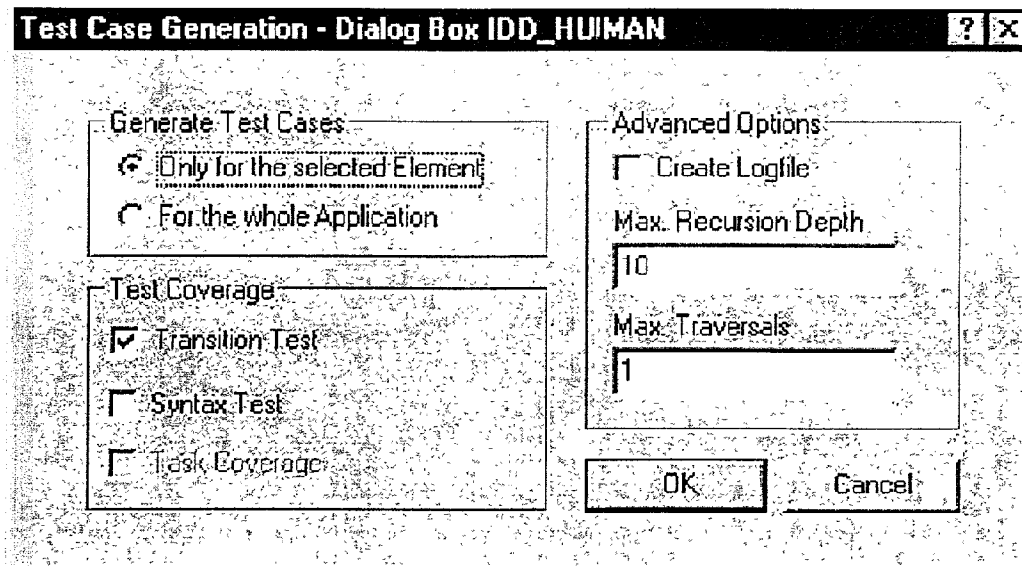 Test Case Generation - Dialog Box IDD_HUIMAN
Generate Test Cases
Only for the selected Element
For the whole Application
Test Coverage
Transition Test
Syntax Test
Task Coverage
Advanced Options
Create Logfile
Max. Recursion Depth
10
Max. Traversals
1
OK
Cancel